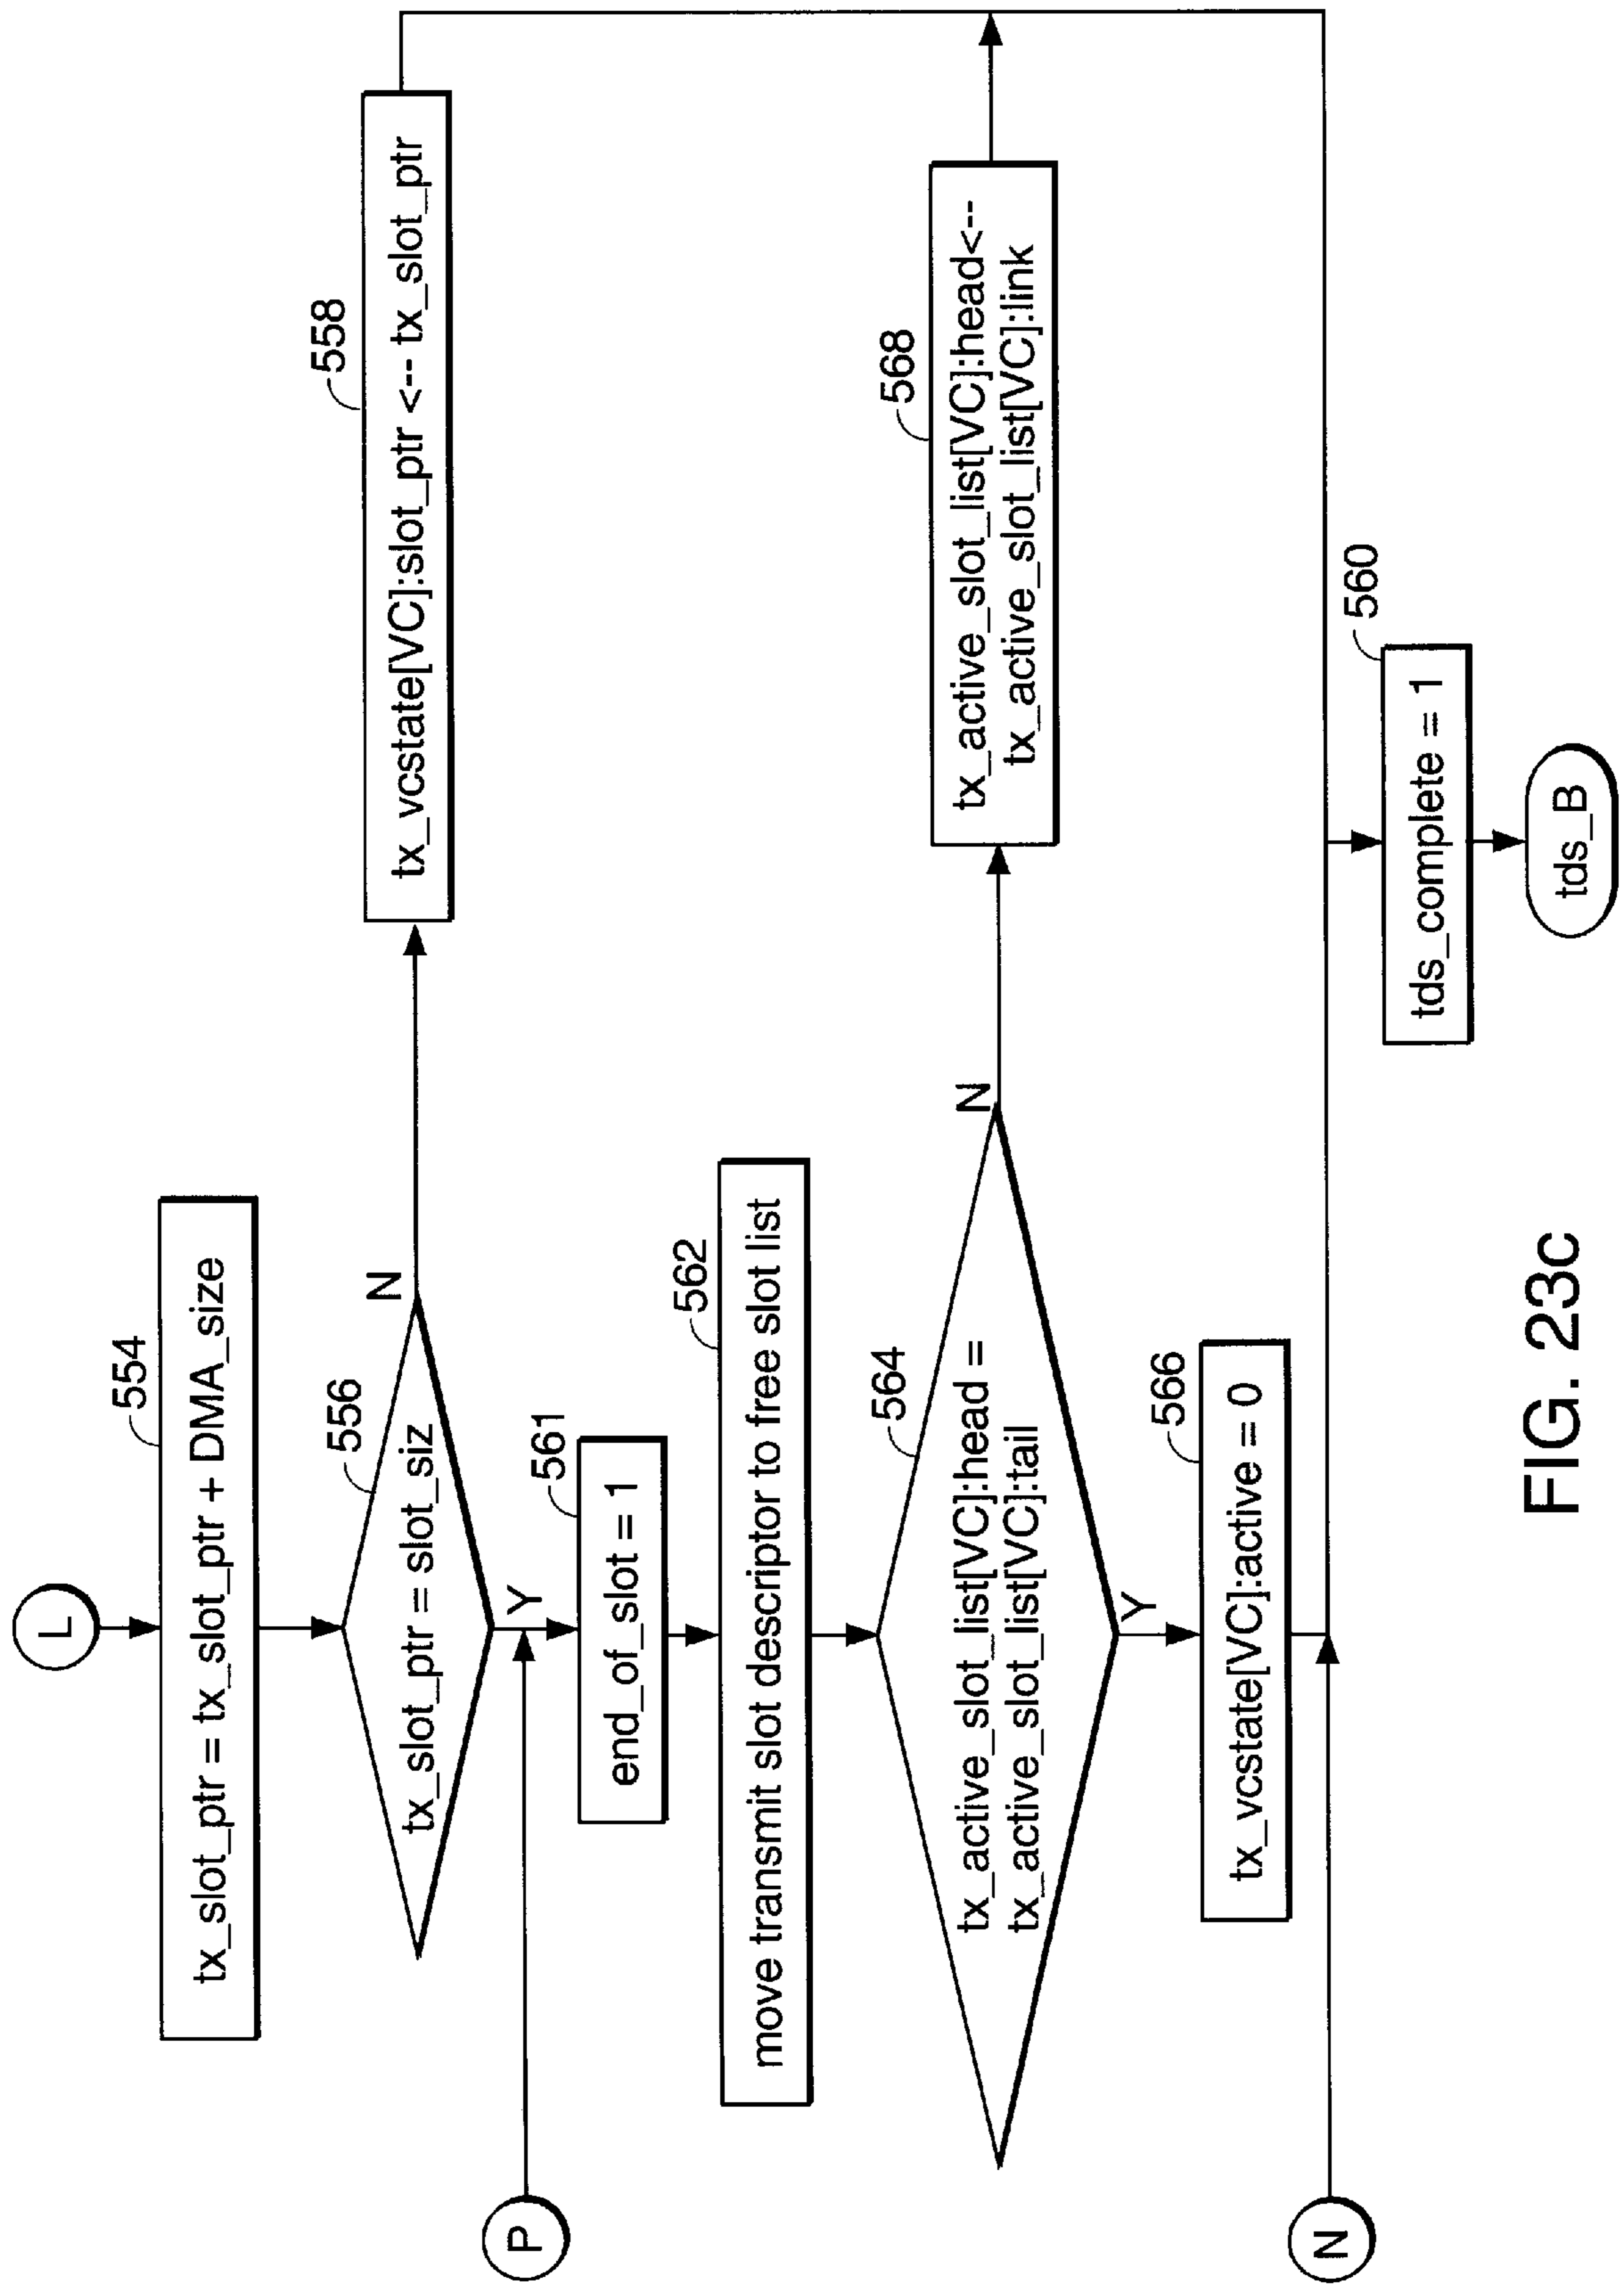 L
554
tx_slot_ptr = tx_slot_ptr + DMA_size
556
tx_slot_ptr = slot_siz
N
558
tx_vcstate[VC]:slot_ptr <-- tx_slot_ptr
Y
P
561
end_of_slot = 1
562
move transmit slot descriptor to free slot list
564
tx_active_slot_list[VC]:head =
tx_active_slot_list[VC]:tail
N
568
tx_active_slot_list[VC]:head<--
tx_active_slot_list[VC]:link
Y
566
tx_vcstate[VC]:active = 0
N
560
tds_complete = 1
tds_B
FIG. 23c